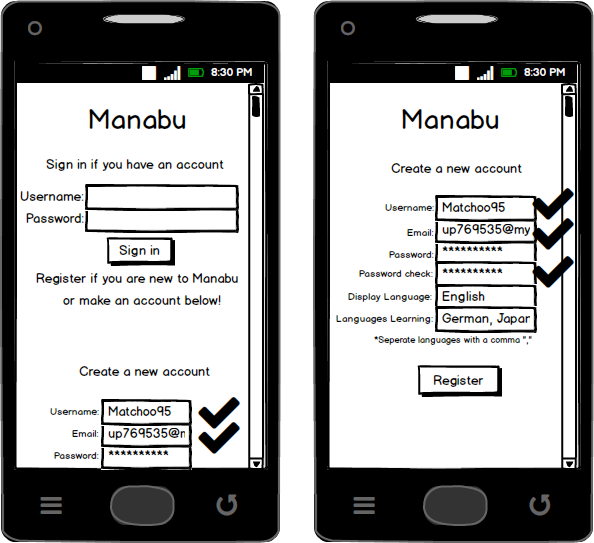 8:30 PM
Manabu
Sign in if you have an account
Username:
Password:
Sign in
Register if you are new to Manabu
or make an account below!
Create a new account
Username: Matchoo95
Email: up769535@m
Password: **********
8:30 PM
Manabu
Create a new account
Username: Matchoo95
Email: up769535@my
Password: **********
Password check: **********
Display Language: English
Languages Learning: German, Japar
*Seperate languages with a comma ","
Register